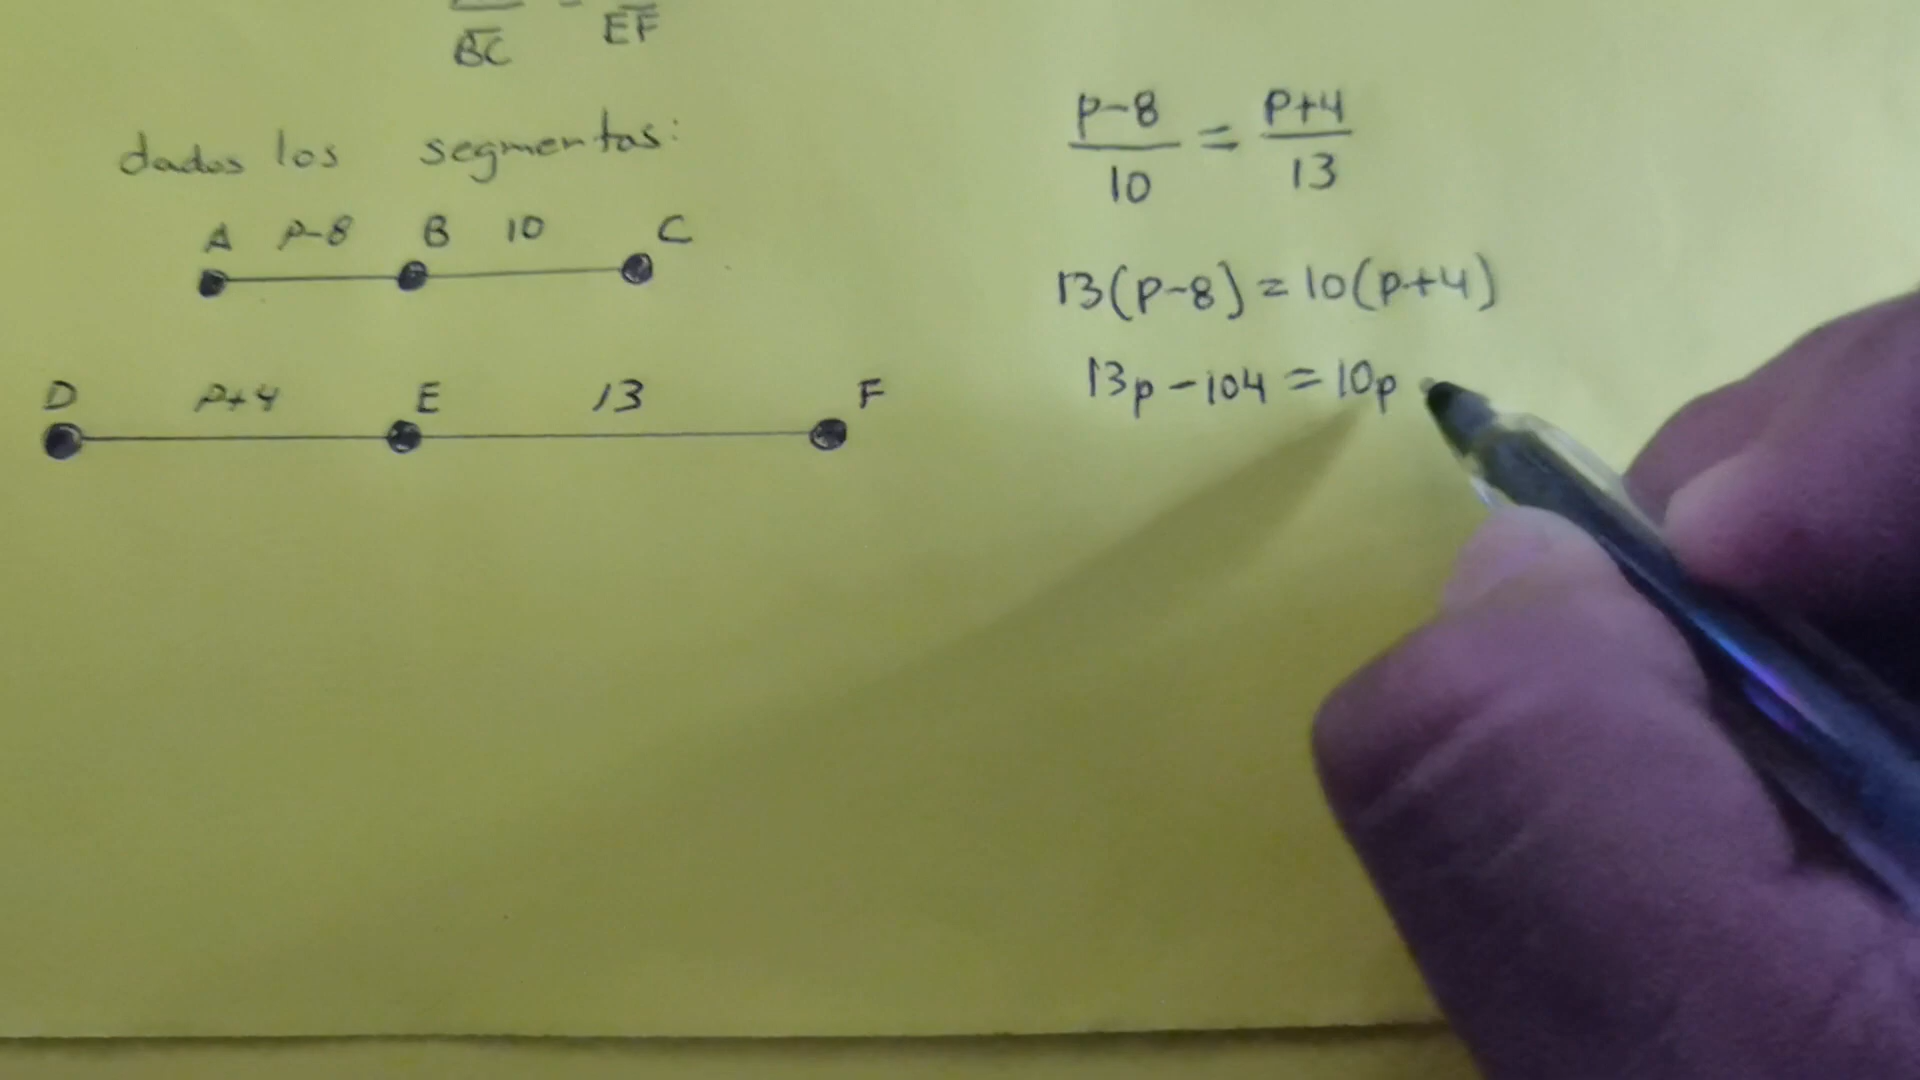 BC = EF
dados los segmentos:
A p-8 B 10 C
D p+4 E 13 F
p-8 / 10 = p+4 / 13
13(p-8) = 10(p+4)
13p - 104 = 10p